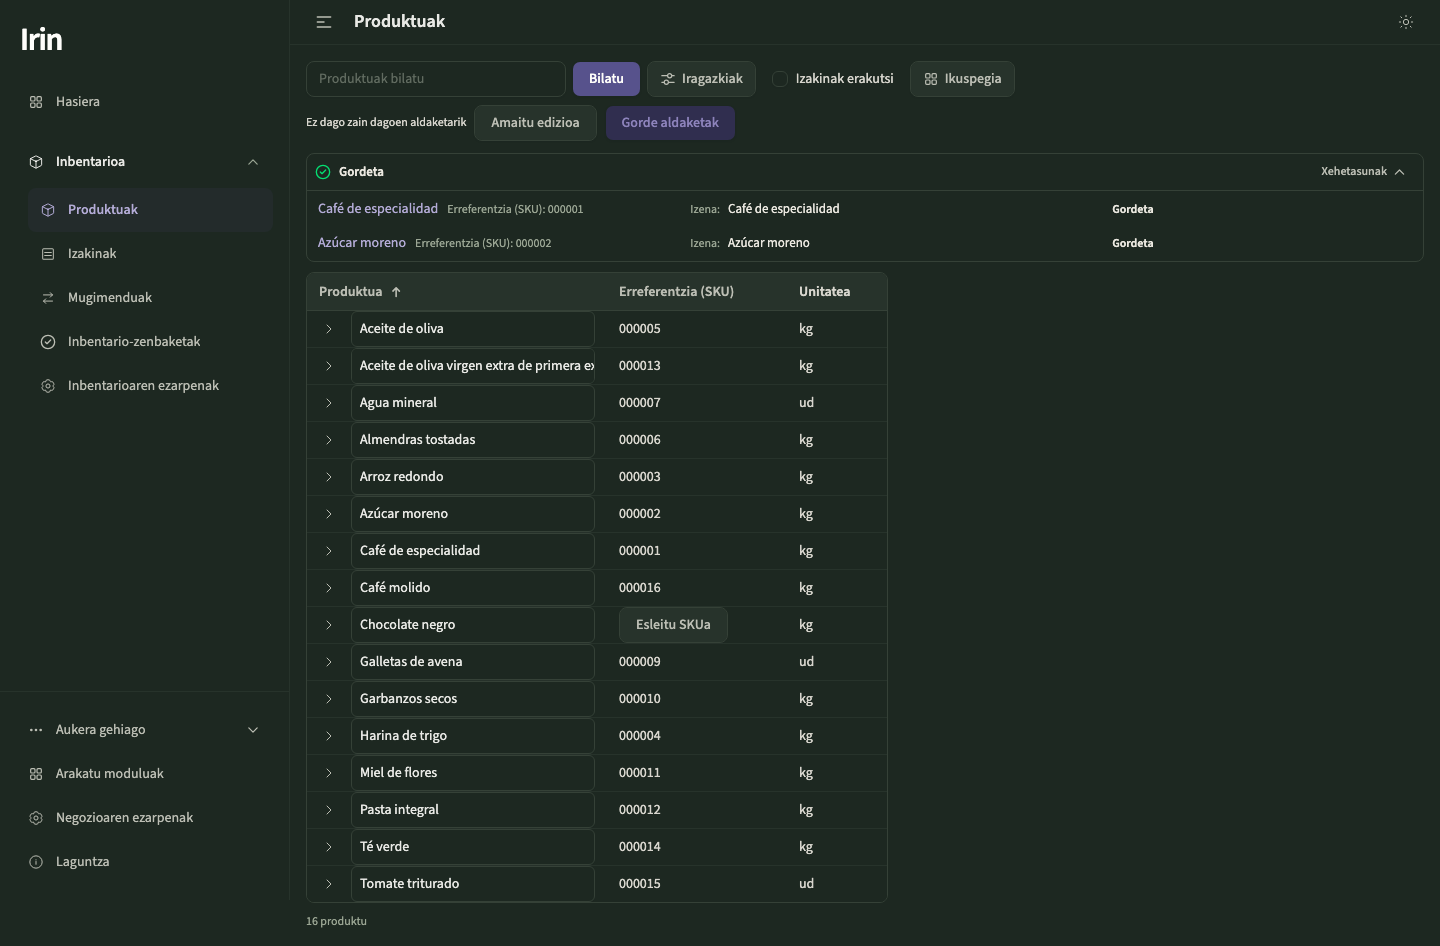 Irin
Produktuak
Hasiera
Inbentarioa
Produktuak
Izakinak
Mugimenduak
Inbentario-zenbaketak
Inbentarioaren ezarpenak
Aukera gehiago
Arakatu moduluak
Negozioaren ezarpenak
Laguntza
Produktuak bilatu Bilatu Iragazkiak Izakinak erakutsi Ikuspegia
Ez dago zain dagoen aldaketarik Amaitu edizioa Gorde aldaketak
Gordeta Xehetasunak
Café de especialidad Erreferentzia (SKU): 000001 Izena: Café de especialidad Gordeta
Azúcar moreno Erreferentzia (SKU): 000002 Izena: Azúcar moreno Gordeta
Produktua Erreferentzia (SKU) Unitatea
Aceite de oliva 000005 kg
Aceite de oliva virgen extra de primera 000013 kg
Agua mineral 000007 ud
Almendras tostadas 000006 kg
Arroz redondo 000003 kg
Azúcar moreno 000002 kg
Café de especialidad 000001 kg
Café molido 000016 kg
Chocolate negro Esleitu SKUa kg
Galletas de avena 000009 ud
Garbanzos secos 000010 kg
Harina de trigo 000004 kg
Miel de flores 000011 kg
Pasta integral 000012 kg
Té verde 000014 kg
Tomate triturado 000015 ud
16 produktu